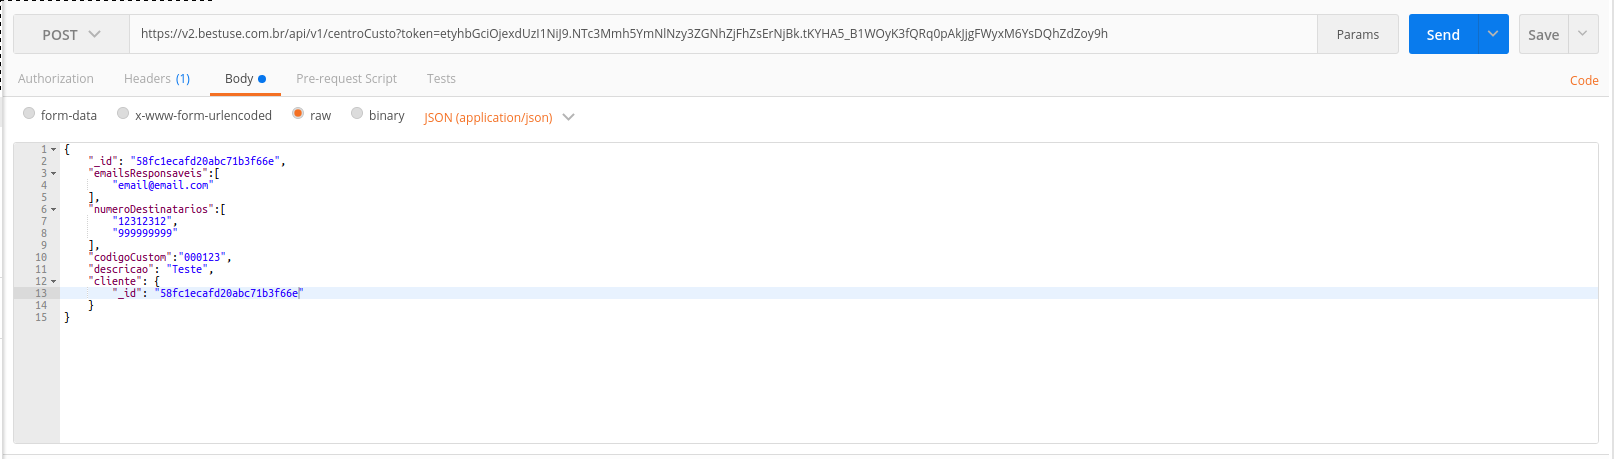 POST https://v2.bestuse.com.br/api/v1/centroCusto?token=etyhbGciOjexdUzI1NiJ9.NTc3Mmh5YmNlNzy3ZGNhZjFhZsErNjBk.tKYHA5_B1WOyK3fQRq0pAkJjgFWyxM6YsDQhZdZoy9h Params Send Save
Authorization Headers (1) Body Pre-request Script Tests Code
form-data x-www-form-urlencoded raw binary JSON (application/json)
1 {
2 "_id": "58fc1ecafd20abc71b3f66e",
3 "emailsResponsaveis":[
4 "email@email.com"
5 ],
6 "numeroDestinatarios":[
7 "12312312",
8 "999999999"
9 ],
10 "codigoCustom":"000123",
11 "descricao": "Teste",
12 "cliente": {
13 "_id": "58fc1ecafd20abc71b3f66e"
14 }
15 }